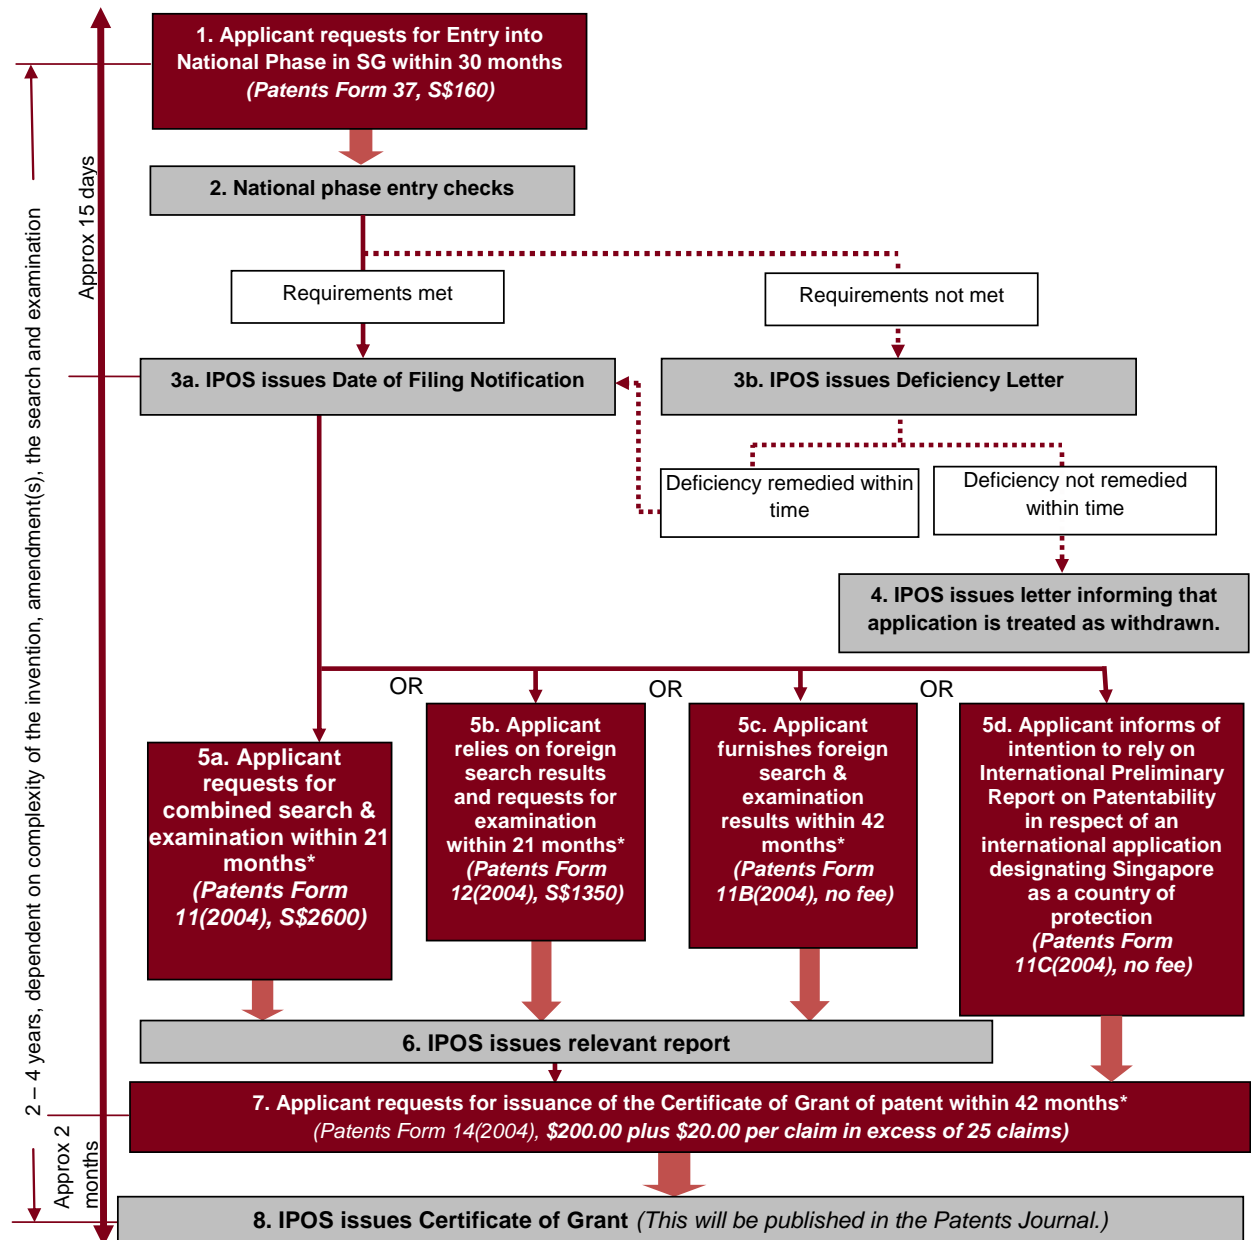 1. Applicant requests for Entry into
National Phase in SG within 30 months
(Patents Form 37, S$160)
2. National phase entry checks
Requirements met
Requirements not met
3a. IPOS issues Date of Filing Notification
3b. IPOS issues Deficiency Letter
Deficiency remedied within
time
Deficiency not remedied
within time
4. IPOS issues letter informing that
application is treated as withdrawn.
OR
OR
OR
5a. Applicant
requests for
combined search &
examination within 21
months*
(Patents Form
11(2004), S$2600)
5b. Applicant
relies on foreign
search results
and requests for
examination
within 21 months*
(Patents Form
12(2004), S$1350)
5c. Applicant
furnishes foreign
search &
examination
results within 42
months*
(Patents Form
11B(2004), no fee)
5d. Applicant informs of
intention to rely on
International Preliminary
Report on Patentability
in respect of an
international application
designating Singapore
as a country of
protection
(Patents Form
11C(2004), no fee)
6. IPOS issues relevant report
7. Applicant requests for issuance of the Certificate of Grant of patent within 42 months*
(Patents Form 14(2004), $200.00 plus $20.00 per claim in excess of 25 claims)
8. IPOS issues Certificate of Grant (This will be published in the Patents Journal.)
2 – 4 years, dependent on complexity of the invention, amendment(s), the search and examination
Approx 15 days
Approx 2
months